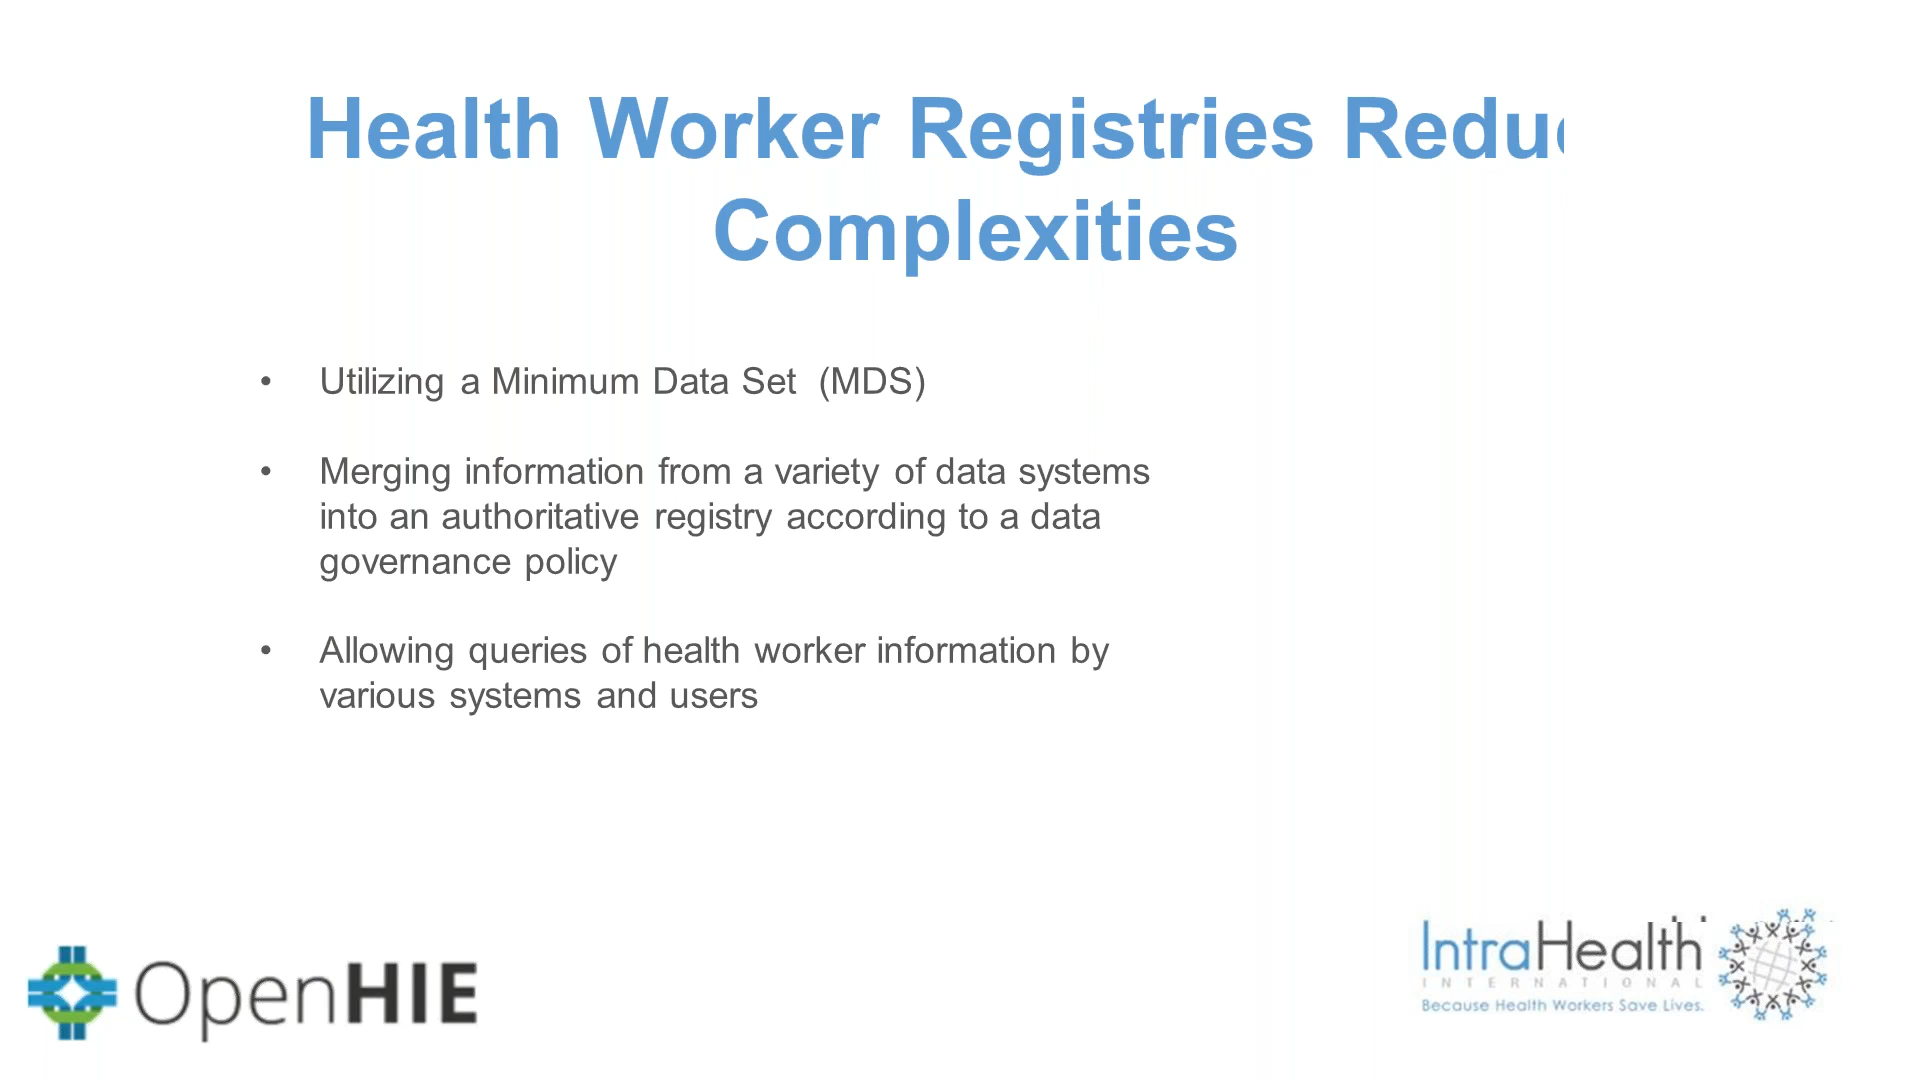 Health Worker Registries Redu
Complexities
• Utilizing a Minimum Data Set (MDS)
• Merging information from a variety of data systems
into an authoritative registry according to a data
governance policy
• Allowing queries of health worker information by
various systems and users
OpenHIE
IntraHealth
INTERNATIONAL
Because Health Workers Save Lives.